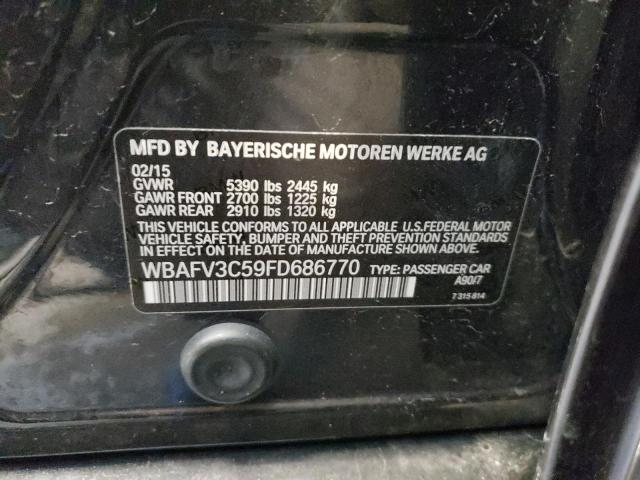 MFD BY BAYERISCHE MOTOREN WERKE AG
02/15
GVWR 5390 lbs 2445 kg
GAWR FRONT 2700 lbs 1225 kg
GAWR REAR 2910 lbs 1320 kg
THIS VEHICLE CONFORMS TO ALL APPLICABLE U.S.FEDERAL MOTOR
VEHICLE SAFETY, BUMPER AND THEFT PREVENTION STANDARDS
IN EFFECT ON THE DATE OF MANUFACTURE SHOWN ABOVE.
WBAFV3C59FD686770 TYPE: PASSENGER CAR
A90/7
7 315 814